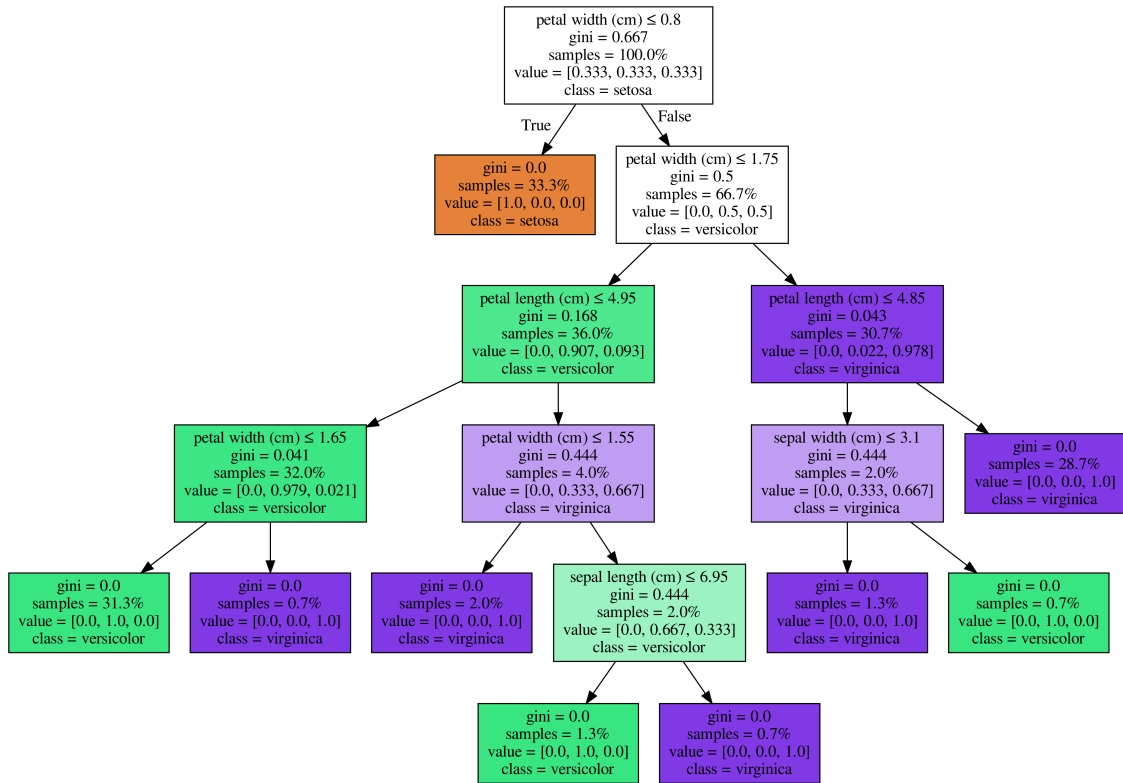 petal width (cm) ≤ 0.8
gini = 0.667
samples = 100.0%
value = [0.333, 0.333, 0.333]
class = setosa
True
False
gini = 0.0
samples = 33.3%
value = [1.0, 0.0, 0.0]
class = setosa
petal width (cm) ≤ 1.75
gini = 0.5
samples = 66.7%
value = [0.0, 0.5, 0.5]
class = versicolor
petal length (cm) ≤ 4.95
gini = 0.168
samples = 36.0%
value = [0.0, 0.907, 0.093]
class = versicolor
petal length (cm) ≤ 4.85
gini = 0.043
samples = 30.7%
value = [0.0, 0.022, 0.978]
class = virginica
petal width (cm) ≤ 1.65
gini = 0.041
samples = 32.0%
value = [0.0, 0.979, 0.021]
class = versicolor
petal width (cm) ≤ 1.55
gini = 0.444
samples = 4.0%
value = [0.0, 0.333, 0.667]
class = virginica
sepal width (cm) ≤ 3.1
gini = 0.444
samples = 2.0%
value = [0.0, 0.333, 0.667]
class = virginica
gini = 0.0
samples = 28.7%
value = [0.0, 0.0, 1.0]
class = virginica
gini = 0.0
samples = 31.3%
value = [0.0, 1.0, 0.0]
class = versicolor
gini = 0.0
samples = 0.7%
value = [0.0, 0.0, 1.0]
class = virginica
gini = 0.0
samples = 2.0%
value = [0.0, 0.0, 1.0]
class = virginica
sepal length (cm) ≤ 6.95
gini = 0.444
samples = 2.0%
value = [0.0, 0.667, 0.333]
class = versicolor
gini = 0.0
samples = 1.3%
value = [0.0, 0.0, 1.0]
class = virginica
gini = 0.0
samples = 0.7%
value = [0.0, 1.0, 0.0]
class = versicolor
gini = 0.0
samples = 1.3%
value = [0.0, 1.0, 0.0]
class = versicolor
gini = 0.0
samples = 0.7%
value = [0.0, 0.0, 1.0]
class = virginica